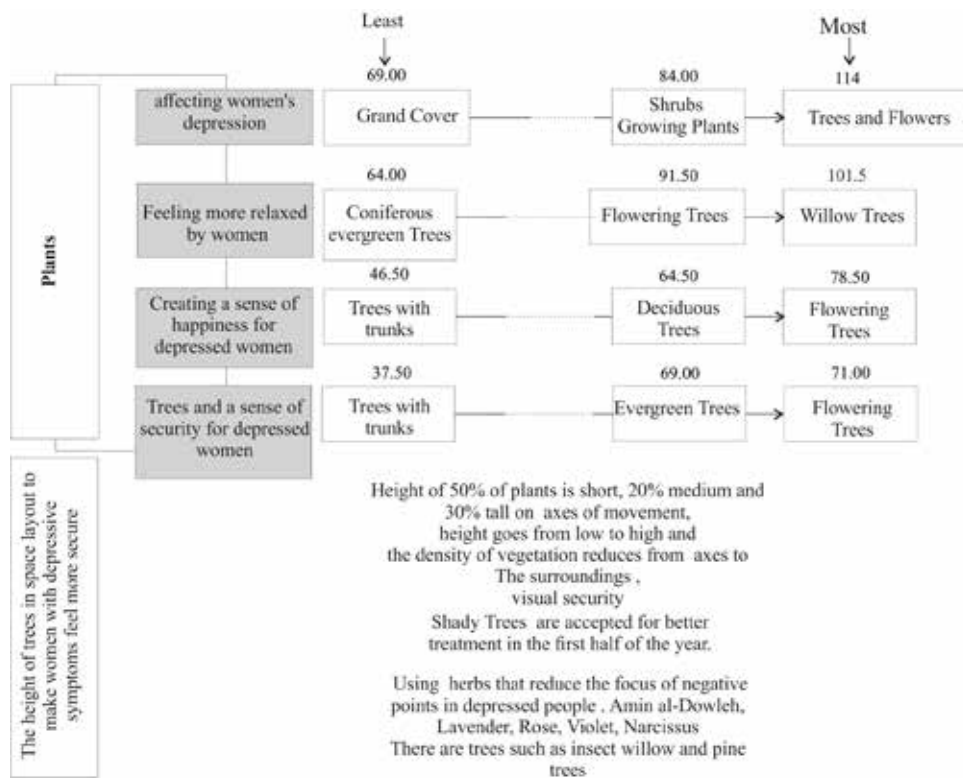 Least
Most
Plants
affecting women's
depression
69.00
Grand Cover
84.00
Shrubs
Growing Plants
114
Trees and Flowers
Feeling more relaxed
by women
64.00
Coniferous
evergreen Trees
91.50
Flowering Trees
101.5
Willow Trees
Creating a sense of
happiness for
depressed women
46.50
Trees with
trunks
64.50
Deciduous
Trees
78.50
Flowering
Trees
Trees and a sense of
security for depressed
women
37.50
Trees with
trunks
69.00
Evergreen Trees
71.00
Flowering
Trees
The height of trees in space layout to
make women with depressive
symptoms feel more secure
Height of 50% of plants is short, 20% medium and
30% tall on axes of movement,
height goes from low to high and
the density of vegetation reduces from axes to
The surroundings ,
visual security
Shady Trees are accepted for better
treatment in the first half of the year.
Using herbs that reduce the focus of negative
points in depressed people , Amin al-Dowleh,
Lavender, Rose, Violet, Narcissus
There are trees such as insect willow and pine
trees